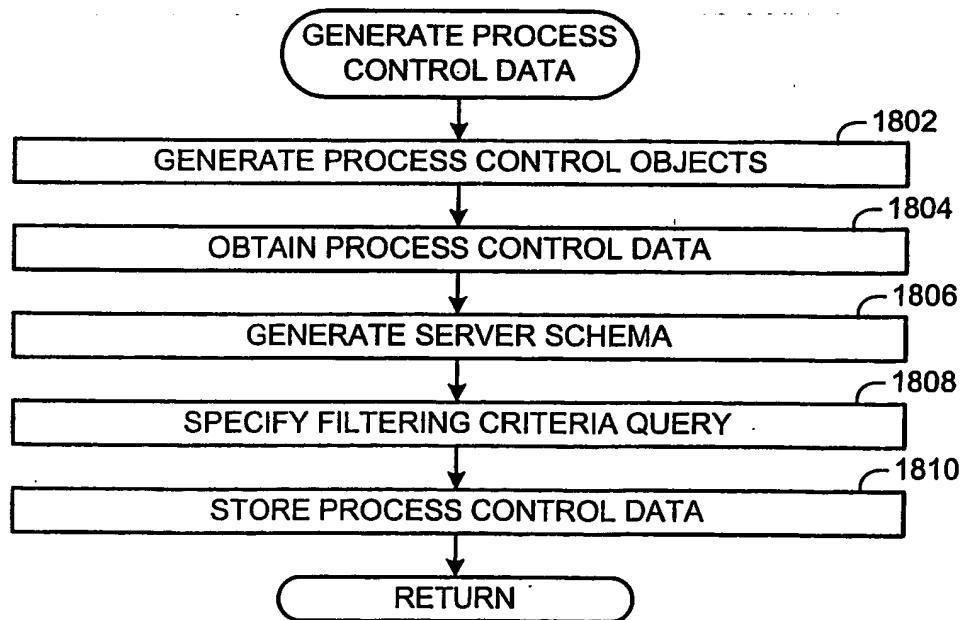 GENERATE PROCESS
CONTROL DATA
1802
GENERATE PROCESS CONTROL OBJECTS
1804
OBTAIN PROCESS CONTROL DATA
1806
GENERATE SERVER SCHEMA
1808
SPECIFY FILTERING CRITERIA QUERY
1810
STORE PROCESS CONTROL DATA
RETURN